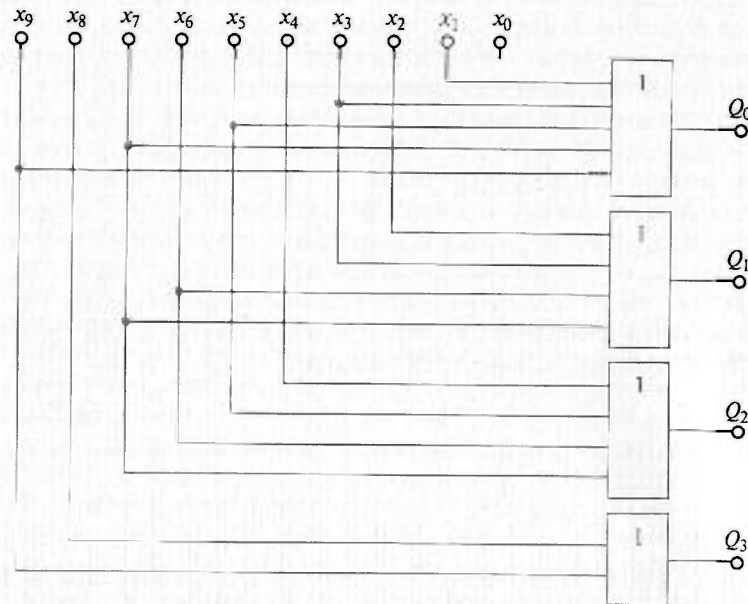 x₉ x₈ x₇ x₆ x₅ x₄ x₃ x₂ x₁ x₀
1
Q₀
1
Q₁
1
Q₂
1
Q₃